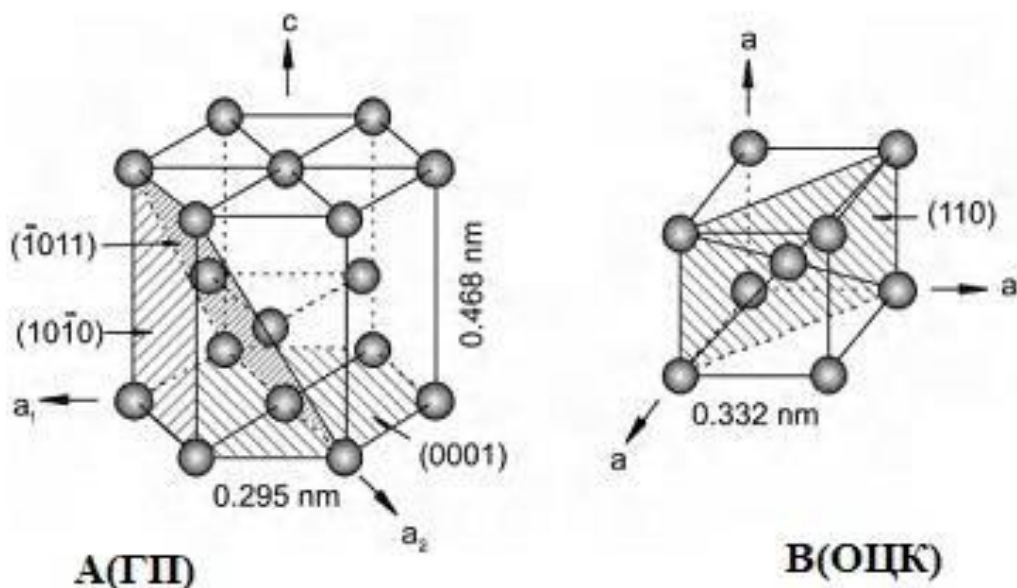 c
(1̄011)
(101̄0)
a₁
0.468 nm
(0001)
0.295 nm
a₂
А(ГП)
a
(110)
a
0.332 nm
a
В(ОЦК)